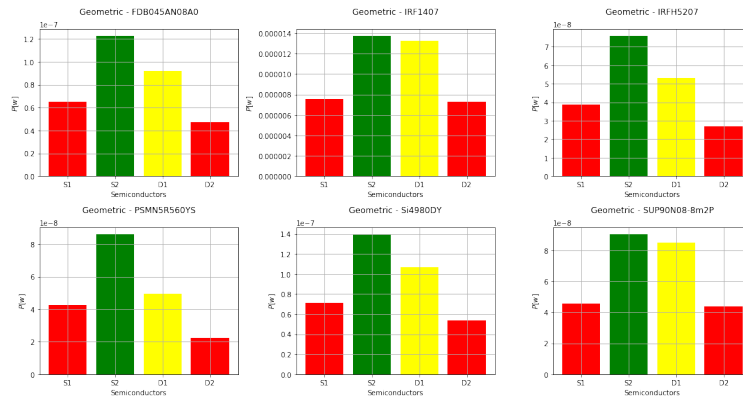 Geometric - FDB045AN08A0
1e−7
P[w]
1.2
1.0
0.8
0.6
0.4
0.2
0.0
S1 S2 D1 D2
Semiconductors
Geometric - IRF1407
P[w]
0.000014
0.000012
0.000010
0.000008
0.000006
0.000004
0.000002
0.000000
S1 S2 D1 D2
Semiconductors
Geometric - IRFH5207
1e−8
P[w]
7
6
5
4
3
2
1
0
S1 S2 D1 D2
Semiconductors
Geometric - PSMN5R560YS
1e−8
P[w]
8
6
4
2
0
S1 S2 D1 D2
Semiconductors
Geometric - Si4980DY
1e−7
P[w]
1.4
1.2
1.0
0.8
0.6
0.4
0.2
0.0
S1 S2 D1 D2
Semiconductors
Geometric - SUP90N08-8m2P
1e−8
P[w]
8
6
4
2
0
S1 S2 D1 D2
Semiconductors